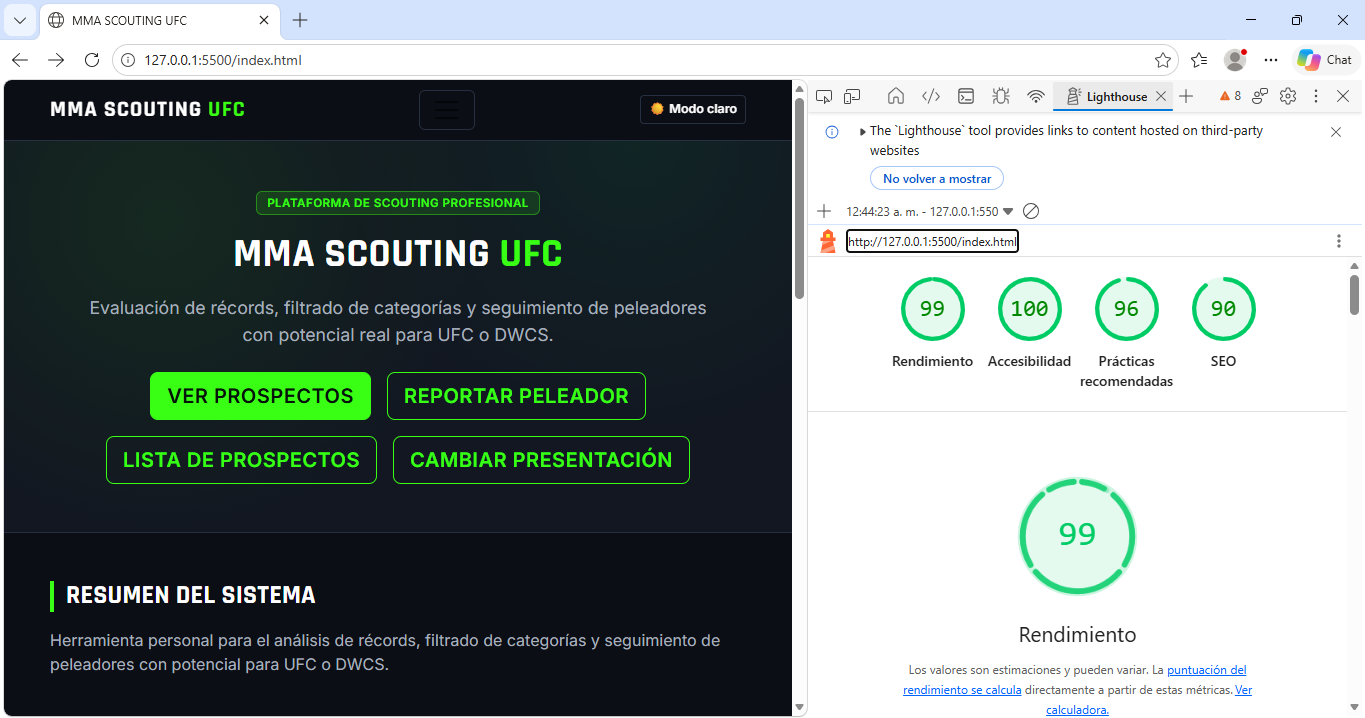 MMA SCOUTING UFC
127.0.0.1:5500/index.html
Chat
MMA SCOUTING UFC
Modo claro
PLATAFORMA DE SCOUTING PROFESIONAL
MMA SCOUTING UFC
Evaluación de récords, filtrado de categorías y seguimiento de peleadores
con potencial real para UFC o DWCS.
VER PROSPECTOS
REPORTAR PELEADOR
LISTA DE PROSPECTOS
CAMBIAR PRESENTACIÓN
RESUMEN DEL SISTEMA
Herramienta personal para el análisis de récords, filtrado de categorías y seguimiento de
peleadores con potencial para UFC o DWCS.
Lighthouse
8
The `Lighthouse` tool provides links to content hosted on third-party
websites
No volver a mostrar
12:44:23 a. m. - 127.0.0.1:550
http://127.0.0.1:5500/index.html
99
100
96
90
Rendimiento
Accesibilidad
Prácticas
recomendadas
SEO
99
Rendimiento
Los valores son estimaciones y pueden variar. La puntuación del
rendimiento se calcula directamente a partir de estas métricas. Ver
calculadora.